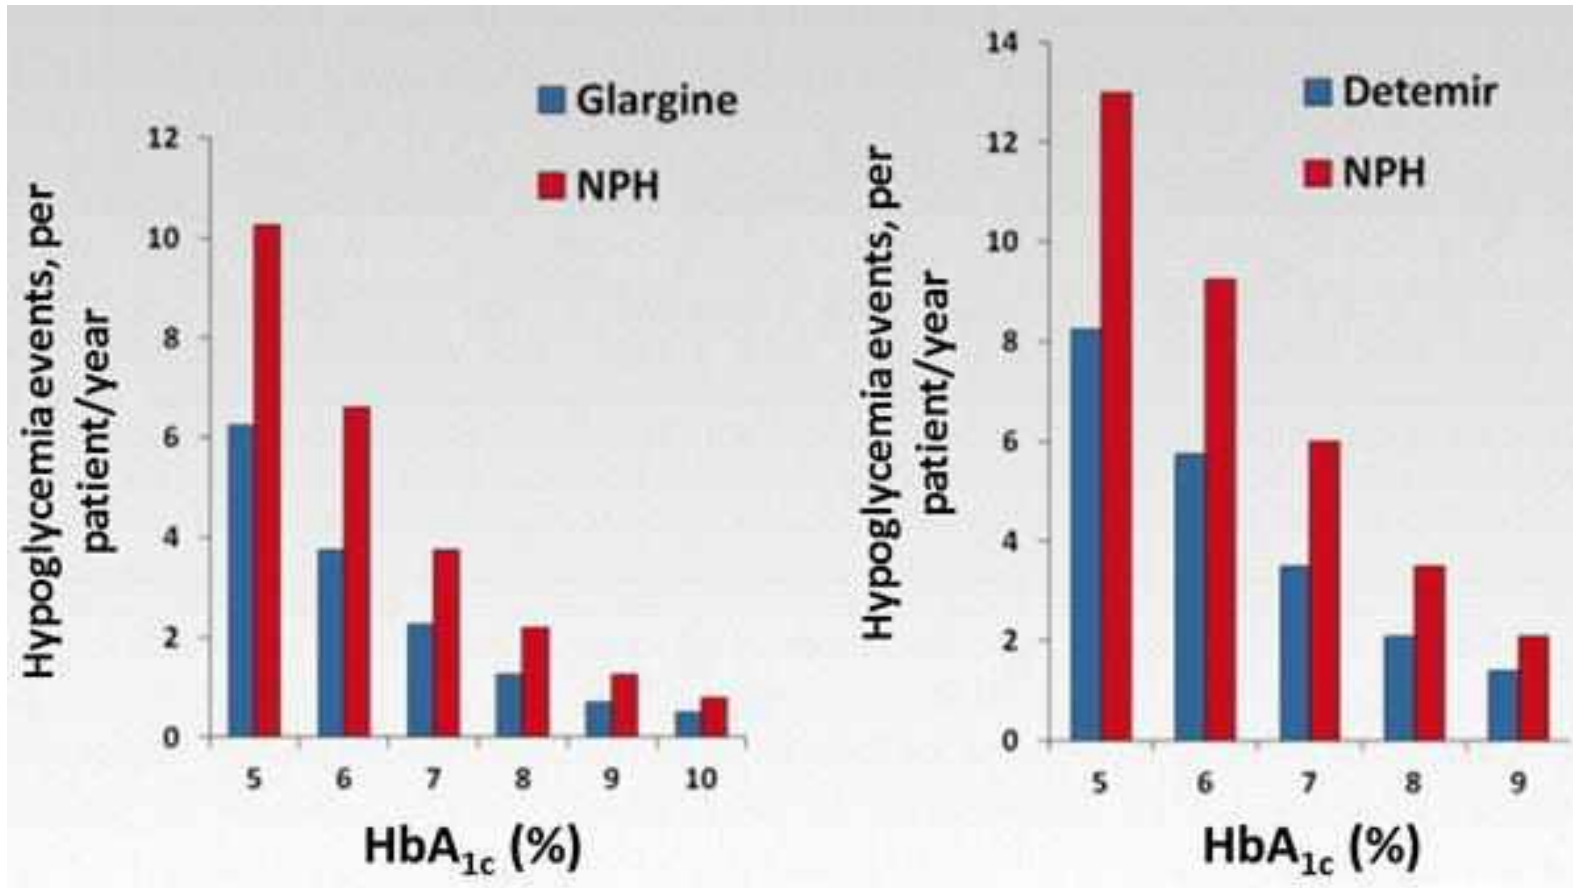 Glargine
NPH
Hypoglycemia events, per
patient/year
12
10
8
6
4
2
0
5 6 7 8 9 10
HbA1c (%)
Detemir
NPH
Hypoglycemia events, per
patient/year
14
12
10
8
6
4
2
0
5 6 7 8 9
HbA1c (%)